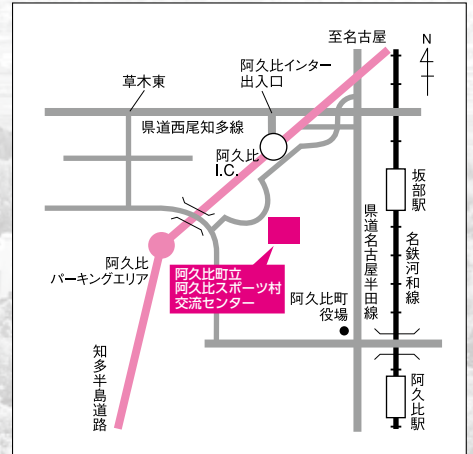 至名古屋
N
阿久比インター
出入口
草木東
県道西尾知多線
阿久比
I.C.
坂部駅
県道名古屋半田線
名鉄河和線
阿久比
パーキングエリア
阿久比町立
阿久比スポーツ村
交流センター
阿久比町
役場
知多半島道路
阿久比駅